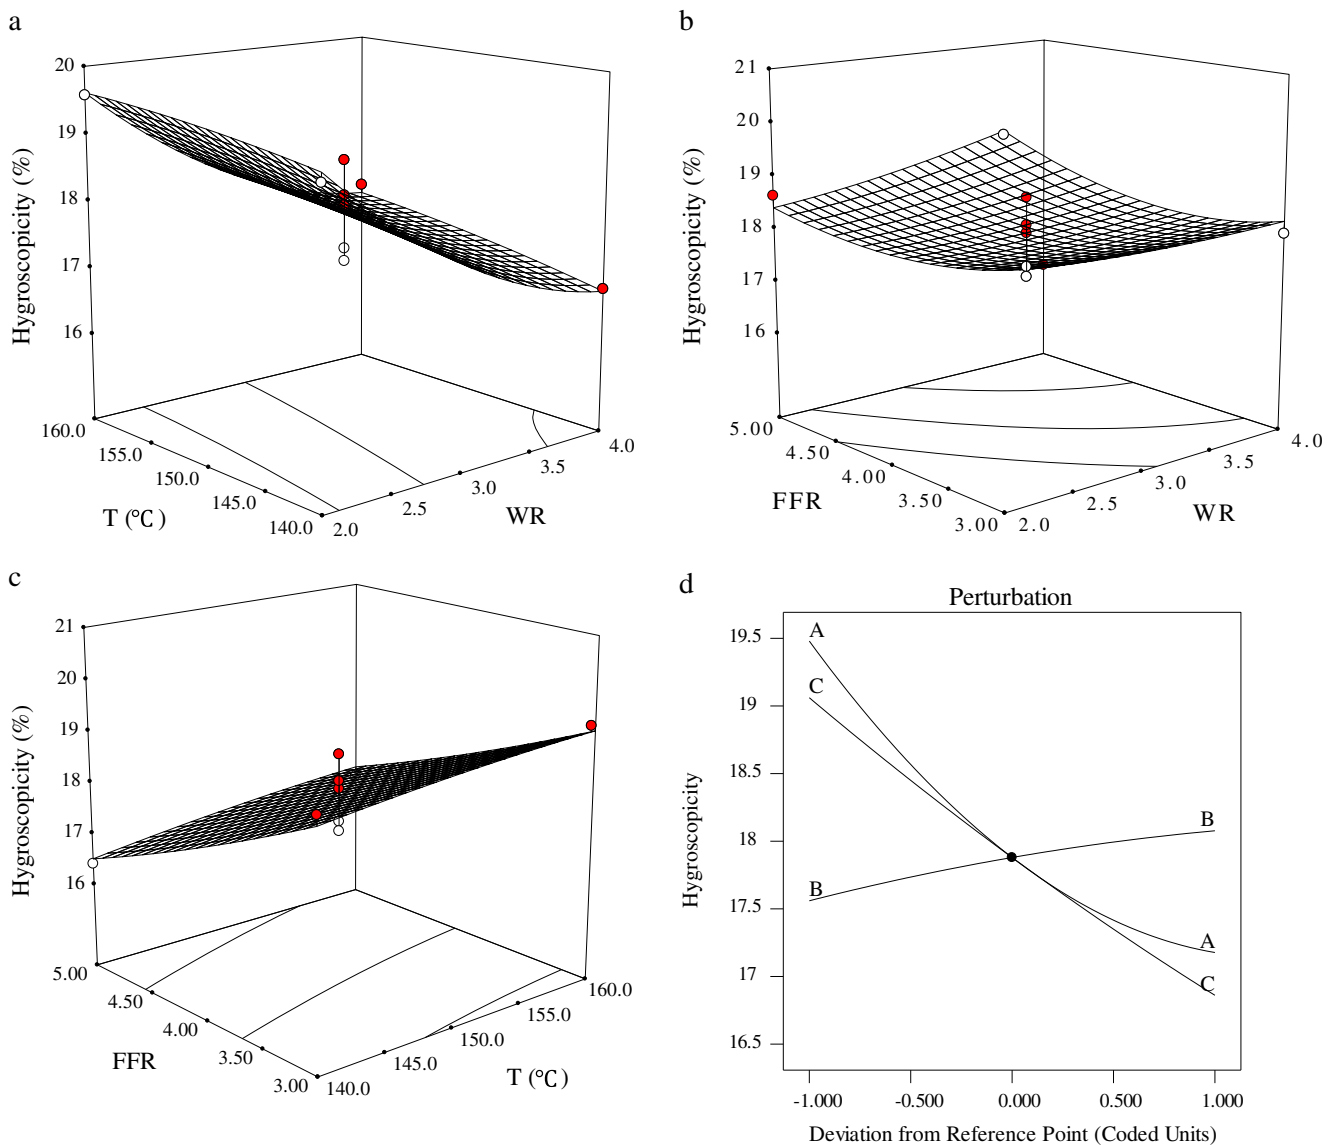 a
20
19
18
17
16
Hygroscopicity (%)
160.0
155.0
150.0
145.0
140.0
T (°C)
2.0
2.5
3.0
3.5
4.0
WR
b
21
20
19
18
17
16
Hygroscopicity (%)
5.00
4.50
4.00
3.50
3.00
FFR
2.0
2.5
3.0
3.5
4.0
WR
c
21
20
19
18
17
16
Hygroscopicity (%)
5.00
4.50
4.00
3.50
3.00
FFR
140.0
145.0
150.0
155.0
160.0
T (°C)
d
Perturbation
19.5
19
18.5
18
17.5
17
16.5
Hygroscopicity
A
C
B
B
A
C
-1.000
-0.500
0.000
0.500
1.000
Deviation from Reference Point (Coded Units)